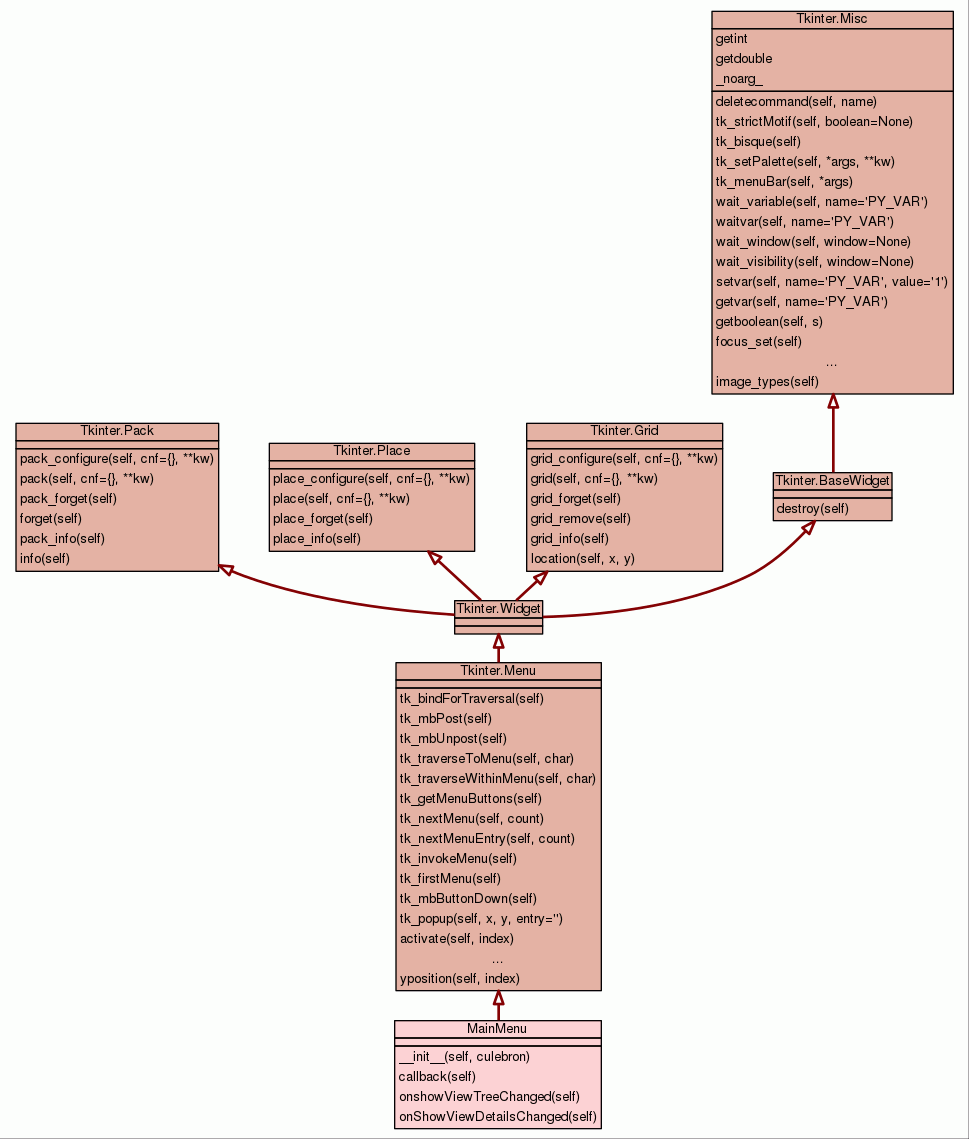 Tkinter.Misc
getint
getdouble
_noarg_
deletecommand(self, name)
tk_strictMotif(self, boolean=None)
tk_bisque(self)
tk_setPalette(self, *args, **kw)
tk_menuBar(self, *args)
wait_variable(self, name='PY_VAR')
waitvar(self, name='PY_VAR')
wait_window(self, window=None)
wait_visibility(self, window=None)
setvar(self, name='PY_VAR', value='1')
getvar(self, name='PY_VAR')
getboolean(self, s)
focus_set(self)
...
image_types(self)
Tkinter.Pack
pack_configure(self, cnf={}, **kw)
pack(self, cnf={}, **kw)
pack_forget(self)
forget(self)
pack_info(self)
info(self)
Tkinter.Place
place_configure(self, cnf={}, **kw)
place(self, cnf={}, **kw)
place_forget(self)
place_info(self)
Tkinter.Grid
grid_configure(self, cnf={}, **kw)
grid(self, cnf={}, **kw)
grid_forget(self)
grid_remove(self)
grid_info(self)
location(self, x, y)
Tkinter.BaseWidget
destroy(self)
Tkinter.Widget
Tkinter.Menu
tk_bindForTraversal(self)
tk_mbPost(self)
tk_mbUnpost(self)
tk_traverseToMenu(self, char)
tk_traverseWithinMenu(self, char)
tk_getMenuButtons(self)
tk_nextMenu(self, count)
tk_nextMenuEntry(self, count)
tk_invokeMenu(self)
tk_firstMenu(self)
tk_mbButtonDown(self)
tk_popup(self, x, y, entry='')
activate(self, index)
...
yposition(self, index)
MainMenu
__init__(self, culebron)
callback(self)
onshowViewTreeChanged(self)
onShowViewDetailsChanged(self)